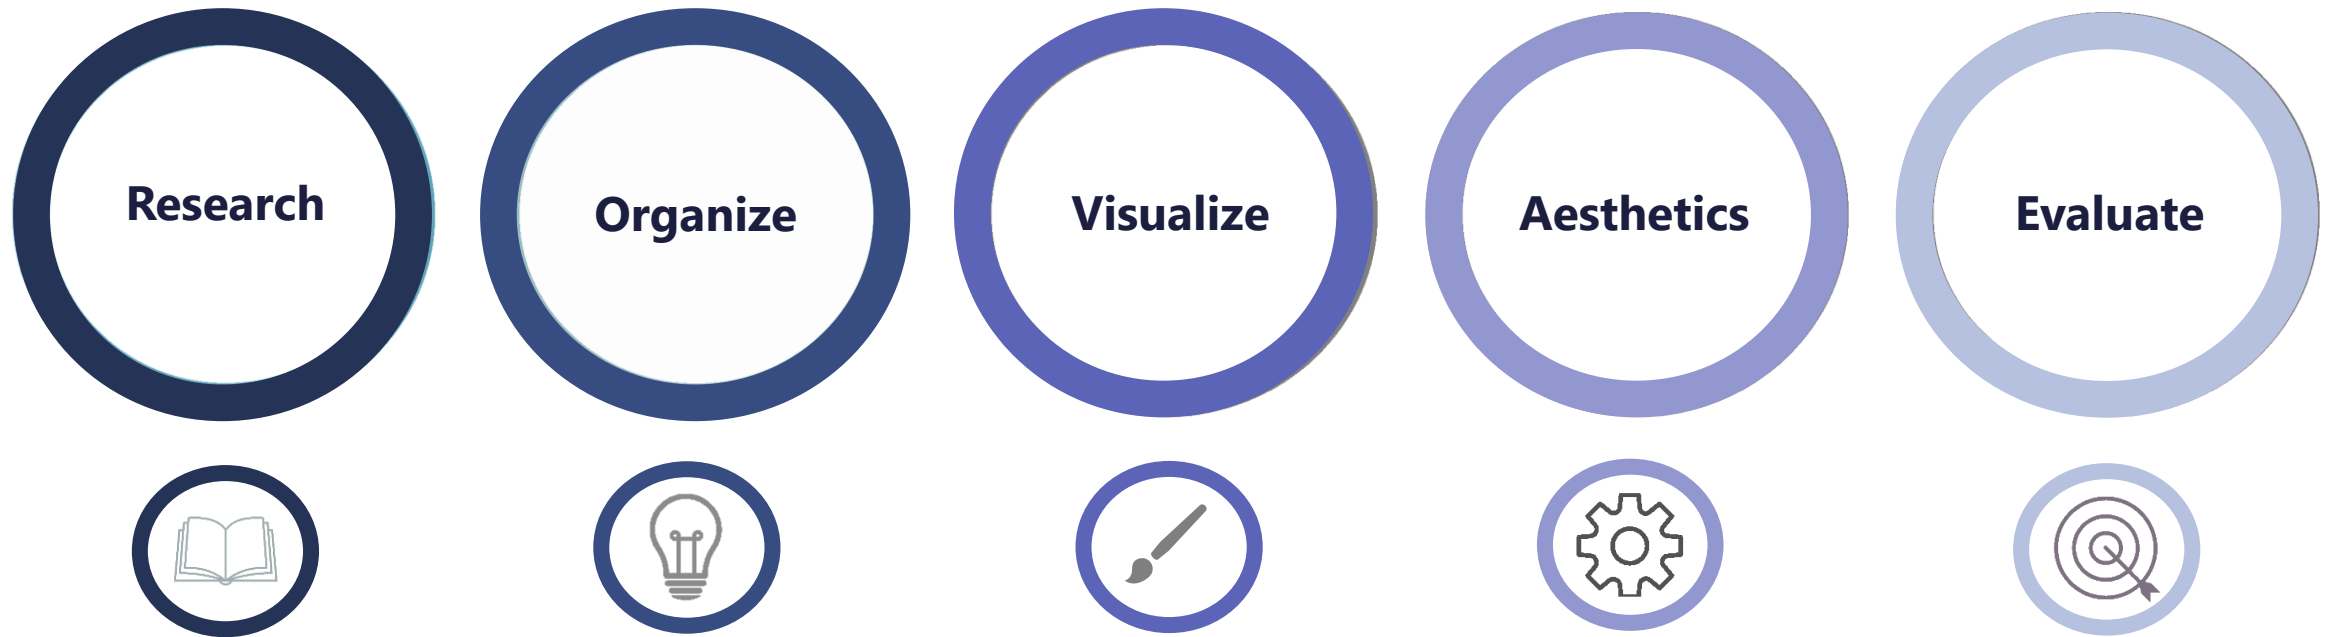 Research
Organize
Visualize
Aesthetics
Evaluate